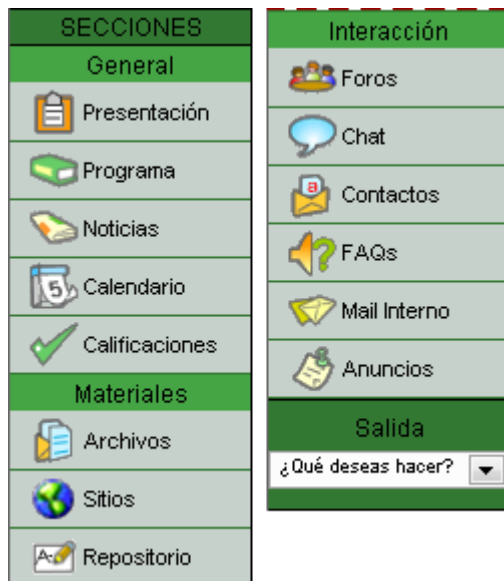 SECCIONES
General
Presentación
Programa
Noticias
Calendario
Calificaciones
Materiales
Archivos
Sitios
Repositorio
Interacción
Foros
Chat
Contactos
FAQs
Mail Interno
Anuncios
Salida
¿Qué deseas hacer?